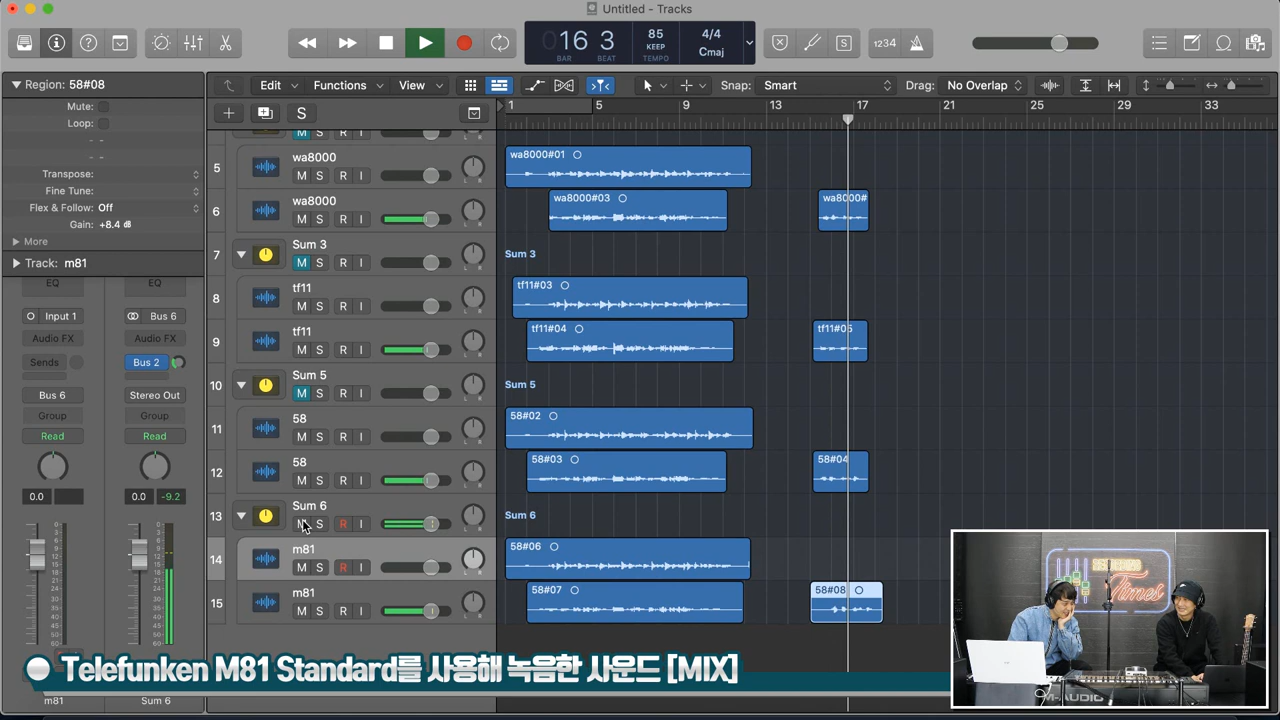 Untitled - Tracks
16 3
BAR BEAT
85
KEEP
TEMPO
4/4
Cmaj
S
1234
Region: 58#08
Mute:
Loop:
Transpose:
Fine Tune:
Flex & Follow: Off
Gain: +8.4 dB
More
Track: m81
Edit Functions View
Snap: Smart
Drag: No Overlap
S
1 5 9 13 17 21 25 29 33
M S R I
5 wa8000
M S R I
wa8000#01
6 wa8000
M S R I
wa8000#03
wa8000#
7 Sum 3
M S R I
Sum 3
8 tf11
M S R I
tf11#03
9 tf11
M S R I
tf11#04
tf11#05
10 Sum 5
M S R I
Sum 5
11 58
M S R I
58#02
12 58
M S R I
58#03
58#04
13 Sum 6
M S R I
Sum 6
14 m81
M S R I
58#06
15 m81
M S R I
58#07
58#08
EQ EQ
Input 1 Bus 6
Audio FX Audio FX
Sends Bus 2
Bus 6 Stereo Out
Group Group
Read Read
0.0 0.0 -9.2
m81 Sum 6
Times
M-AUDIO
Telefunken M81 Standard를 사용해 녹음한 사운드 [MIX]